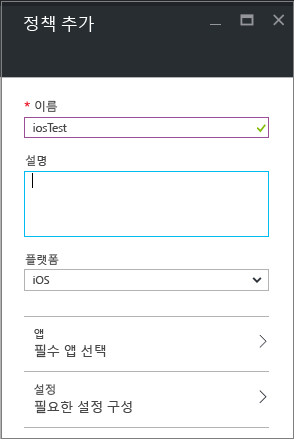 정책 추가
* 이름
iosTest
설명
플랫폼
iOS
앱
필수 앱 선택
설정
필요한 설정 구성